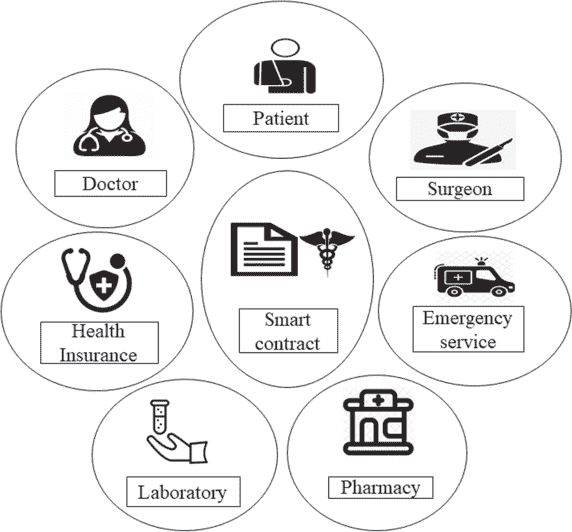 Patient
Doctor
Surgeon
Smart
contract
Health
Insurance
Emergency
service
Laboratory
Pharmacy